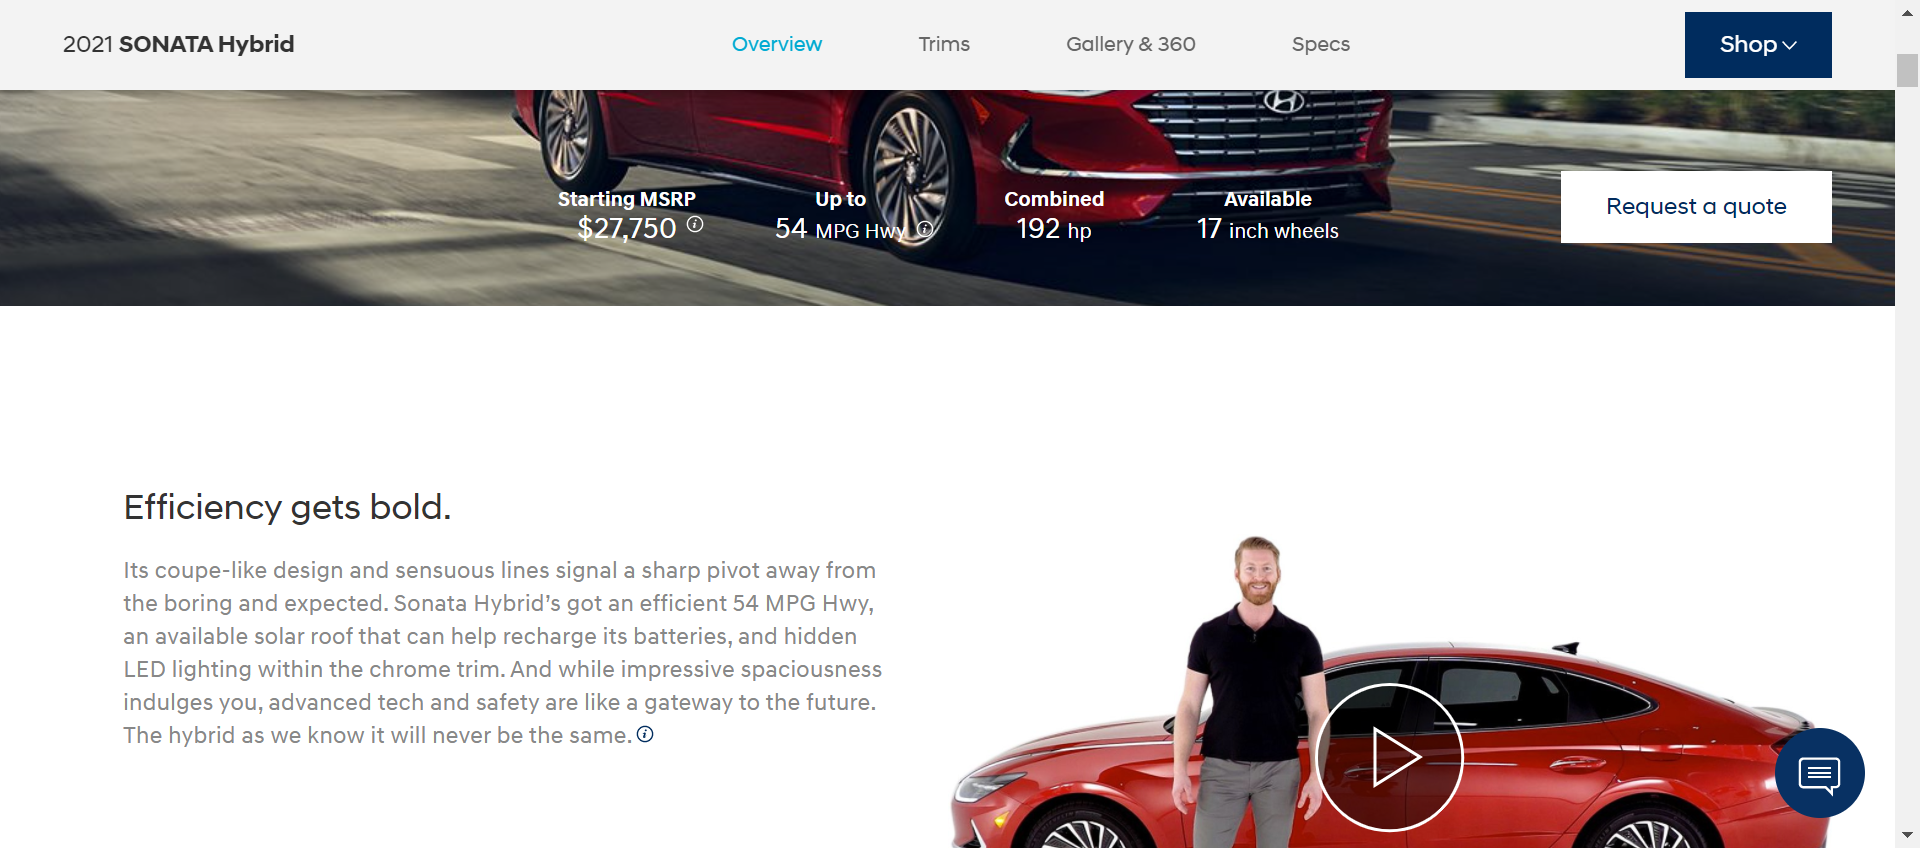 2021 SONATA Hybrid
Overview
Trims
Gallery & 360
Specs
Shop
Starting MSRP
$27,750
Up to
54 MPG Hwy
Combined
192 hp
Available
17 inch wheels
Request a quote
Efficiency gets bold.
Its coupe-like design and sensuous lines signal a sharp pivot away from
the boring and expected. Sonata Hybrid’s got an efficient 54 MPG Hwy,
an available solar roof that can help recharge its batteries, and hidden
LED lighting within the chrome trim. And while impressive spaciousness
indulges you, advanced tech and safety are like a gateway to the future.
The hybrid as we know it will never be the same.